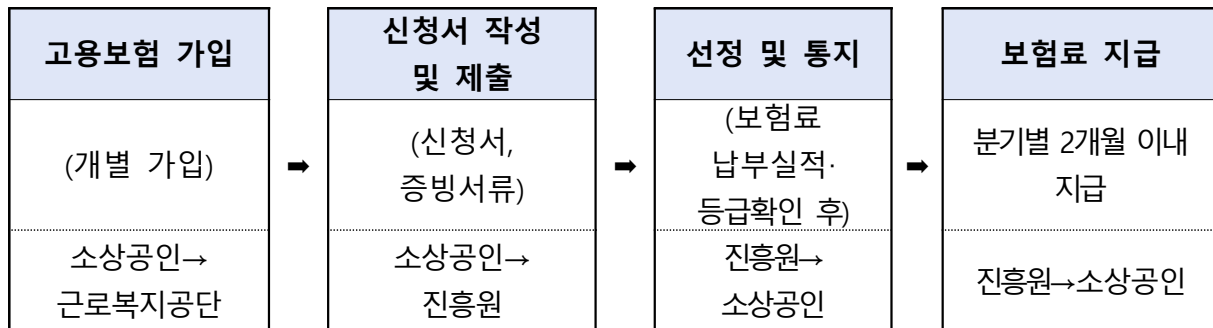 고용보험 가입
(개별 가입)
소상공인→
근로복지공단
➡
신청서 작성
및 제출
(신청서,
증빙서류)
소상공인→
진흥원
➡
선정 및 통지
(보험료
납부실적·
등급확인 후)
진흥원→
소상공인
➡
보험료 지급
분기별 2개월 이내
지급
진흥원→소상공인